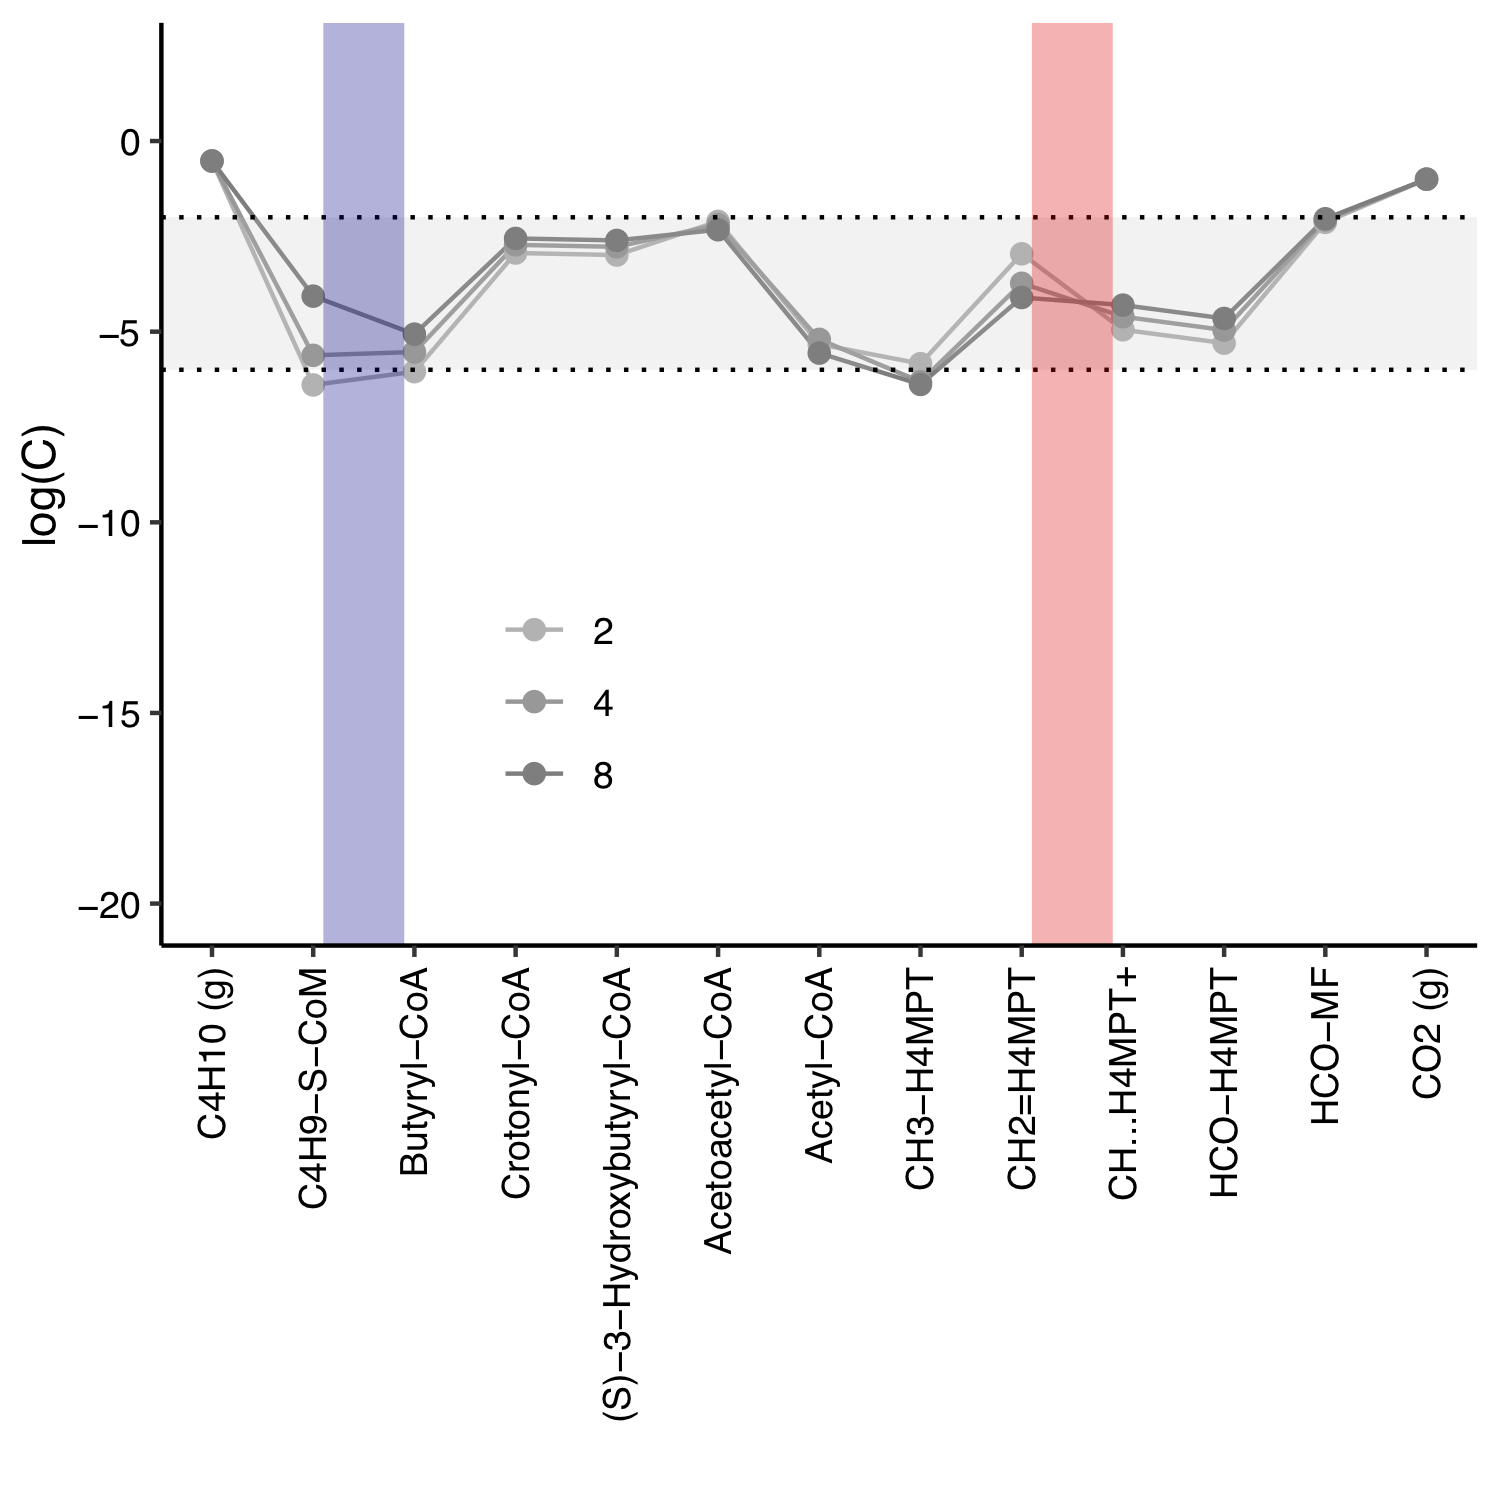 log(C)
0
−5
−10
−15
−20
2
4
8
C4H10 (g)
C4H9−S−CoM
Butyryl−CoA
Crotonyl−CoA
(S)−3−Hydroxybutyryl−CoA
Acetoacetyl−CoA
Acetyl−CoA
CH3−H4MPT
CH2=H4MPT
CH...H4MPT+
HCO−H4MPT
HCO−MF
CO2 (g)